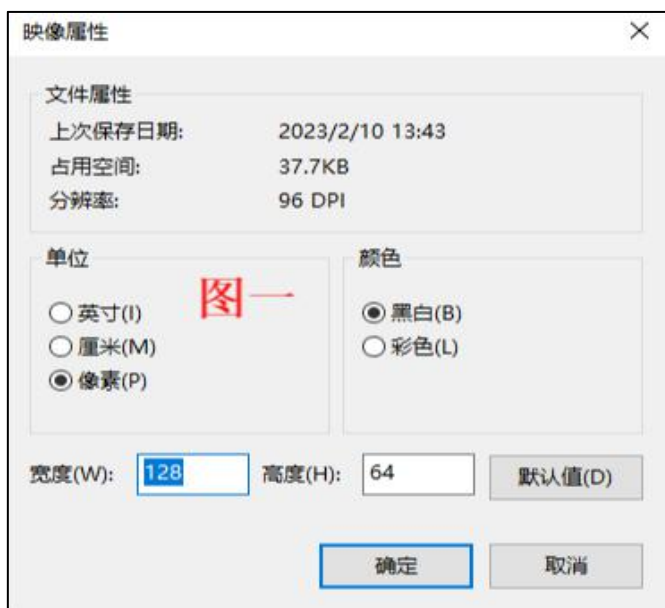 映像属性
文件属性
上次保存日期: 2023/2/10 13:43
占用空间: 37.7KB
分辨率: 96 DPI
单位
颜色
图一
英寸(I)
黑白(B)
厘米(M)
彩色(L)
像素(P)
宽度(W): 128 高度(H): 64 默认值(D)
确定 取消